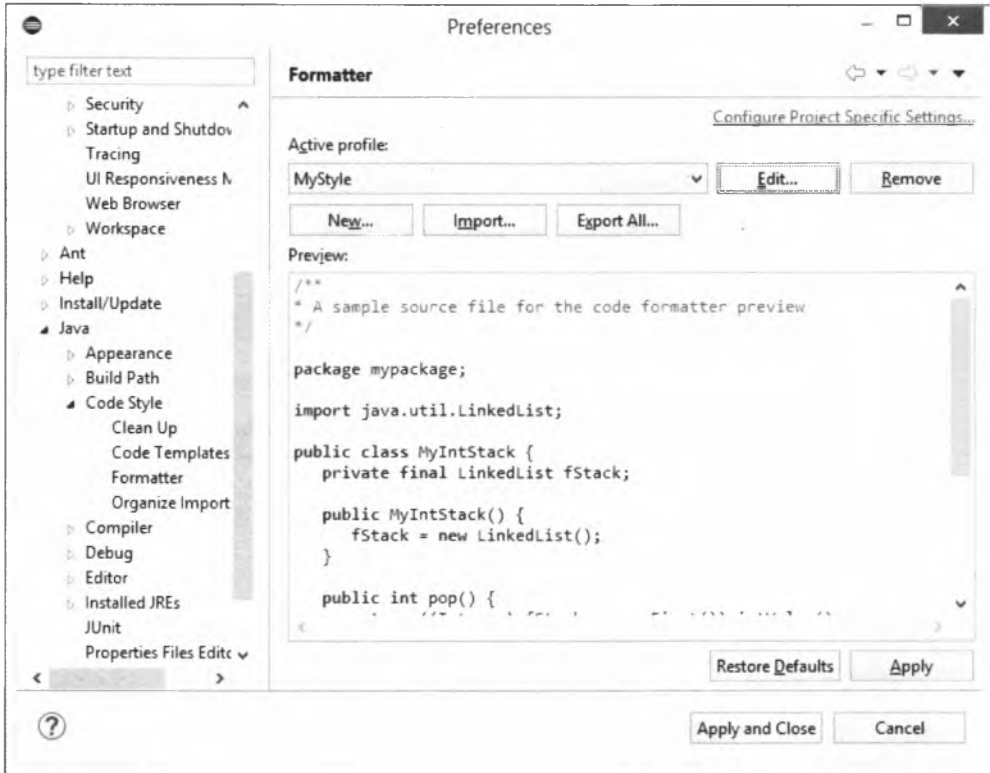 Preferences
type filter text
Security
Startup and Shutdov
Tracing
UI Responsiveness M
Web Browser
Workspace
Ant
Help
Install/Update
Java
Appearance
Build Path
Code Style
Clean Up
Code Templates
Formatter
Organize Import
Compiler
Debug
Editor
Installed JREs
JUnit
Properties Files Edito
Formatter
Configure Project Specific Settings...
Active profile:
MyStyle
Edit...
Remove
New...
Import...
Export All...
Preview:
/**
* A sample source file for the code formatter preview
*/
package mypackage;
import java.util.LinkedList;
public class MyIntStack {
private final LinkedList fStack;
public MyIntStack() {
fStack = new LinkedList();
}
public int pop() {
Restore Defaults
Apply
?
Apply and Close
Cancel